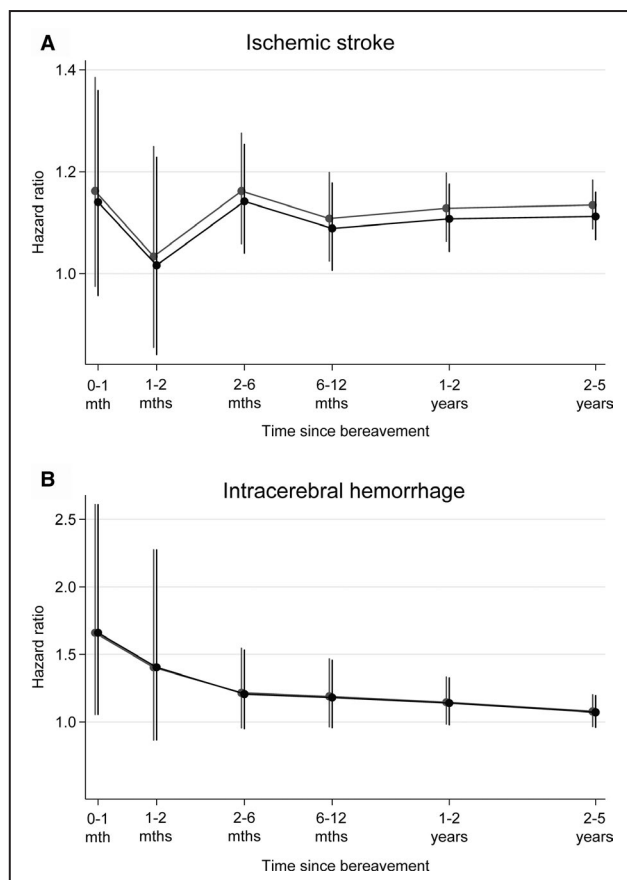 A
Ischemic stroke
1.4
1.2
1.0
Hazard ratio
0-1 1-2 2-6 6-12 1-2 2-5
mth mths mths mths years years
Time since bereavement
B
Intracerebral hemorrhage
2.5
2.0
1.5
1.0
Hazard ratio
0-1 1-2 2-6 6-12 1-2 2-5
mth mths mths mths years years
Time since bereavement